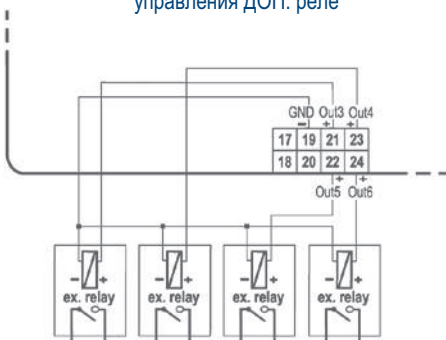 управления ДОП. реле
GND Out3 Out4
− + +
17 19 21 23
18 20 22 24
+ +
Out5 Out6
- + - + - + - +
ex. relay ex. relay ex. relay ex. relay